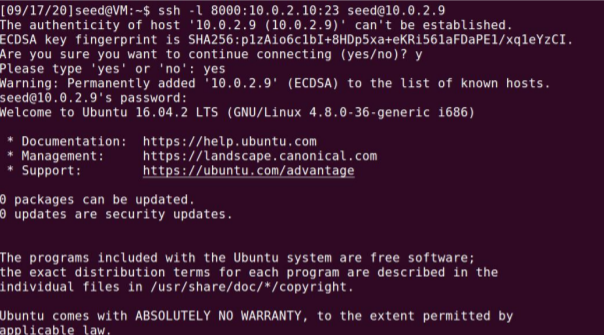 [09/17/20]seed@VM:~$ ssh -l 8000:10.0.2.10:23 seed@10.0.2.9
The authenticity of host '10.0.2.9 (10.0.2.9)' can't be established.
ECDSA key fingerprint is SHA256:p1zAio6c1bI+8HDp5xa+eKRi561aFDaPE1/xq1eYzCI.
Are you sure you want to continue connecting (yes/no)? y
Please type 'yes' or 'no': yes
Warning: Permanently added '10.0.2.9' (ECDSA) to the list of known hosts.
seed@10.0.2.9's password:
Welcome to Ubuntu 16.04.2 LTS (GNU/Linux 4.8.0-36-generic i686)
* Documentation: https://help.ubuntu.com
* Management: https://landscape.canonical.com
* Support: https://ubuntu.com/advantage
0 packages can be updated.
0 updates are security updates.
The programs included with the Ubuntu system are free software;
the exact distribution terms for each program are described in the
individual files in /usr/share/doc/*/copyright.
Ubuntu comes with ABSOLUTELY NO WARRANTY, to the extent permitted by
applicable law.